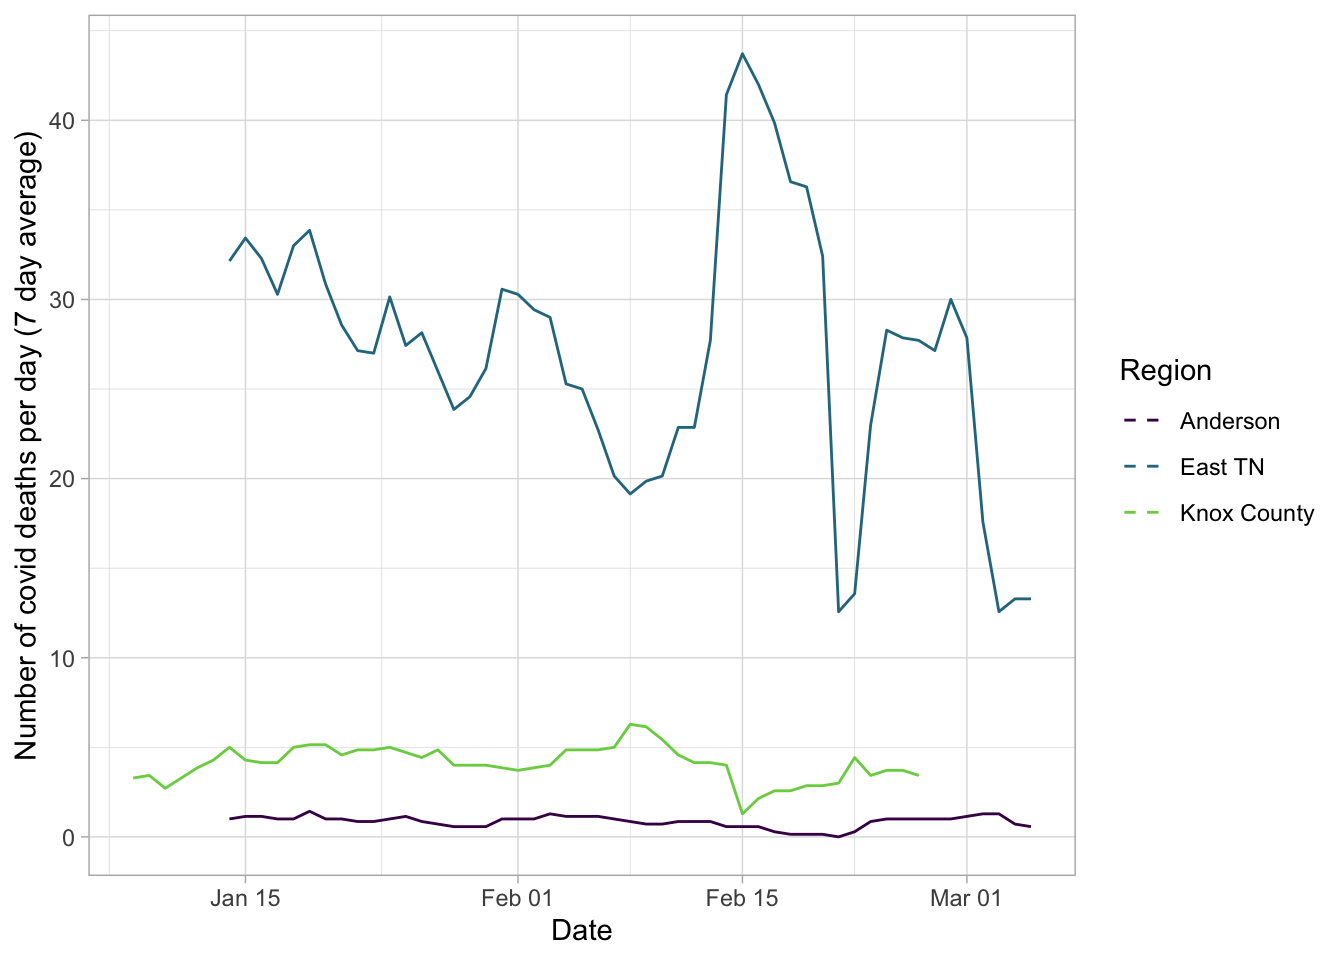 Number of covid deaths per day (7 day average)
40
30
20
10
0
Jan 15
Feb 01
Feb 15
Mar 01
Date
Region
Anderson
East TN
Knox County